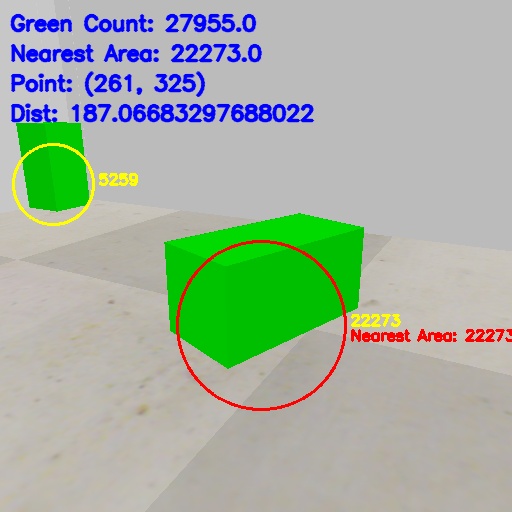 Green Count: 27955.0
Nearest Area: 22273.0
Point: (261, 325)
Dist: 187.06683297688022
5259
22273
Nearest Area: 22273